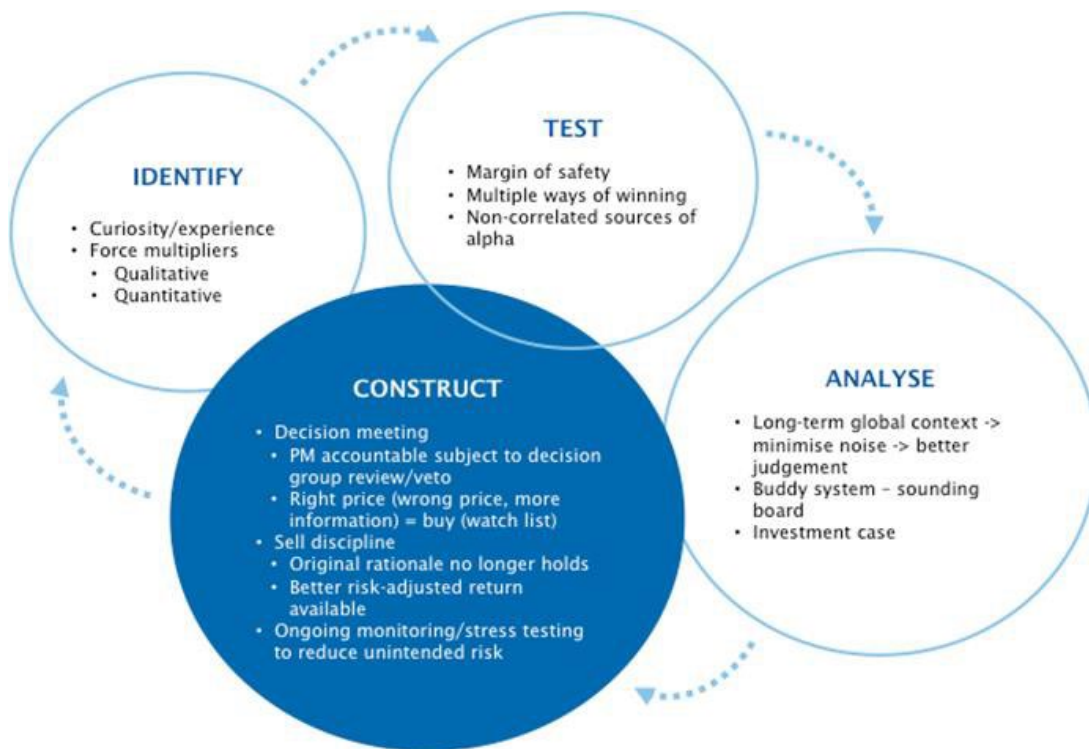 IDENTIFY
• Curiosity/experience
• Force multipliers
• Qualitative
• Quantitative
TEST
• Margin of safety
• Multiple ways of winning
• Non-correlated sources of
alpha
ANALYSE
• Long-term global context ->
minimise noise -> better
judgement
• Buddy system – sounding
board
• Investment case
CONSTRUCT
• Decision meeting
• PM accountable subject to decision
group review/veto
• Right price (wrong price, more
information) = buy (watch list)
• Sell discipline
• Original rationale no longer holds
• Better risk-adjusted return
available
• Ongoing monitoring/stress testing
to reduce unintended risk